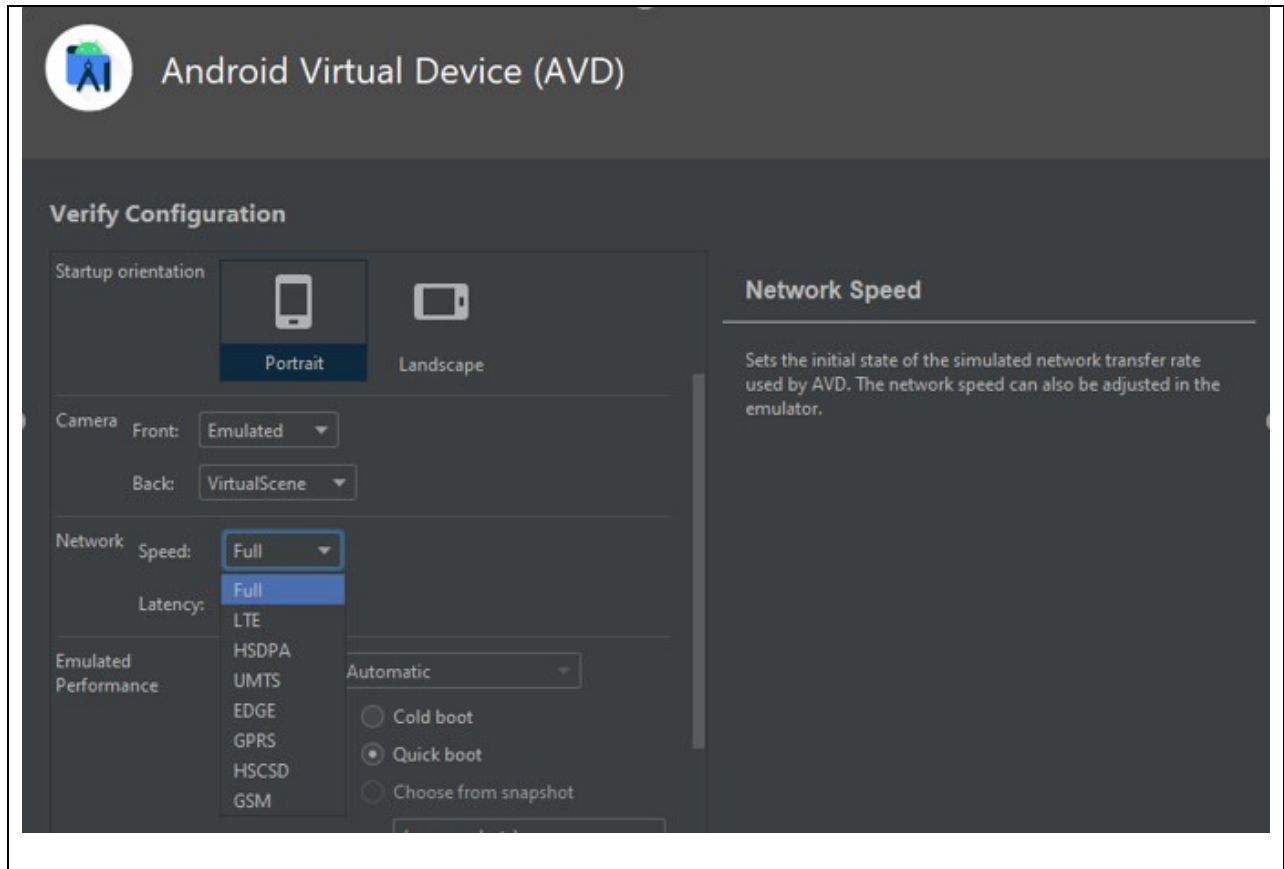 Android Virtual Device (AVD)
Verify Configuration
Startup orientation
Portrait
Landscape
Camera
Front:
Emulated
Back:
VirtualScene
Network
Speed:
Full
Full
LTE
HSDPA
UMTS
EDGE
GPRS
HSCSD
GSM
Latency:
Emulated
Performance
Automatic
Cold boot
Quick boot
Choose from snapshot
Network Speed
Sets the initial state of the simulated network transfer rate
used by AVD. The network speed can also be adjusted in the
emulator.